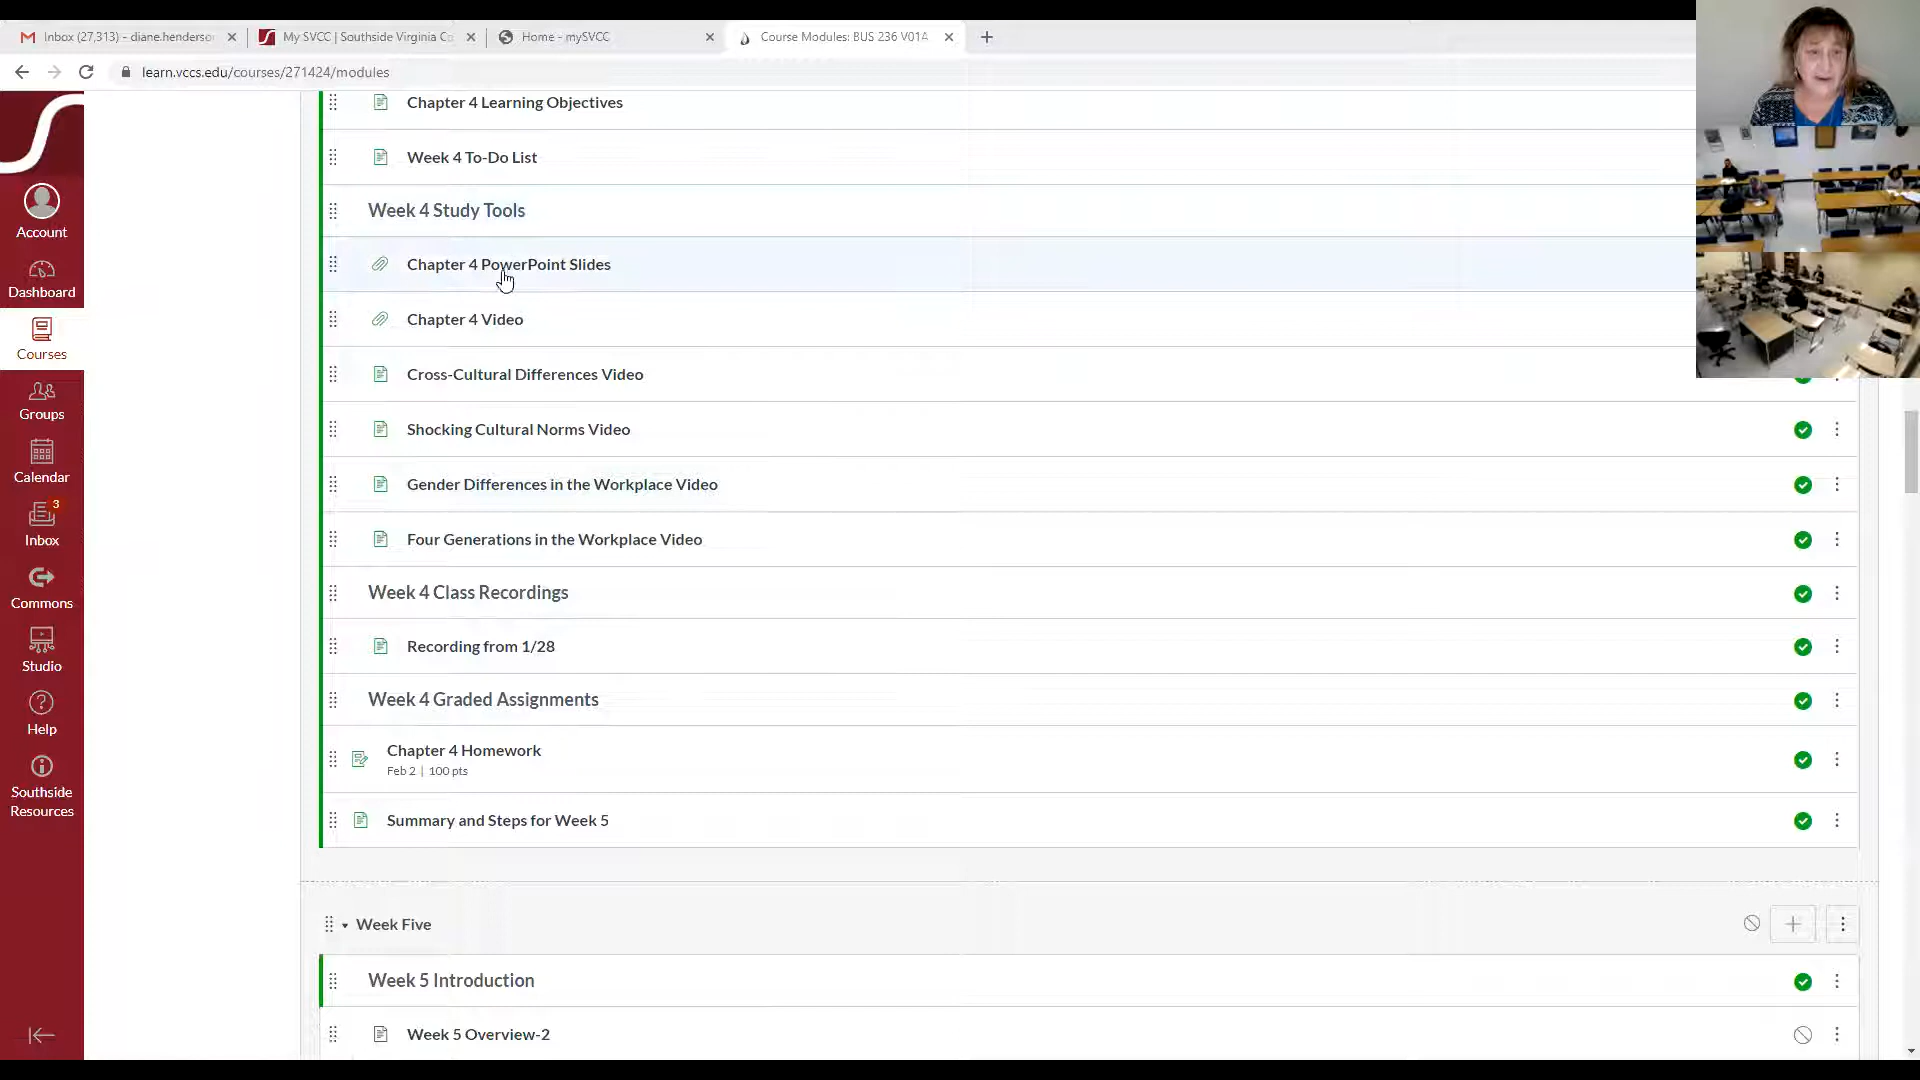 Inbox (27,313) - diane.henderso
My SVCC | Southside Virginia Co
Home - mySVCC
Course Modules: BUS 236 V01A
learn.vccs.edu/courses/271424/modules
Account
Dashboard
Courses
Groups
Calendar
3
Inbox
Commons
Studio
Help
Southside
Resources
Chapter 4 Learning Objectives
Week 4 To-Do List
Week 4 Study Tools
Chapter 4 PowerPoint Slides
Chapter 4 Video
Cross-Cultural Differences Video
Shocking Cultural Norms Video
Gender Differences in the Workplace Video
Four Generations in the Workplace Video
Week 4 Class Recordings
Recording from 1/28
Week 4 Graded Assignments
Chapter 4 Homework
Feb 2 | 100 pts
Summary and Steps for Week 5
Week Five
Week 5 Introduction
Week 5 Overview-2